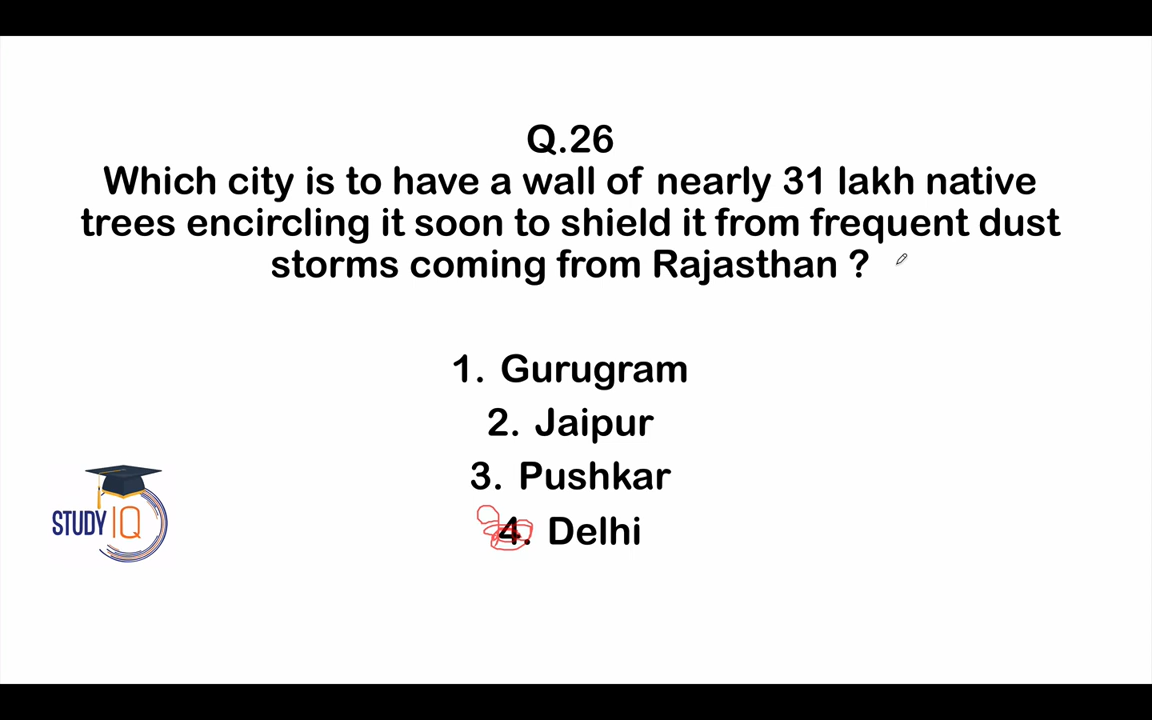 Q.26
Which city is to have a wall of nearly 31 lakh native
trees encircling it soon to shield it from frequent dust
storms coming from Rajasthan ?
1. Gurugram
2. Jaipur
3. Pushkar
4. Delhi
STUDY IQ